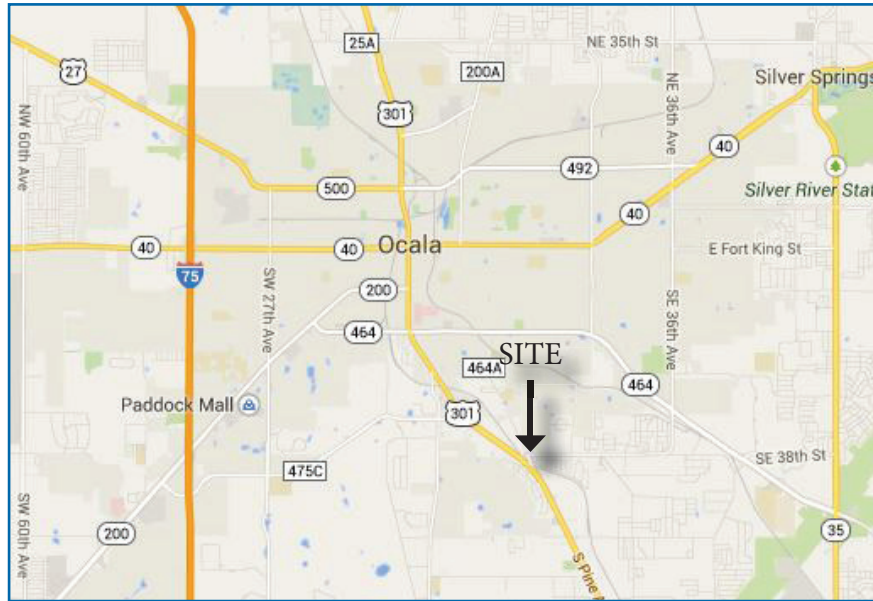 25A
NE 35th St
27
200A
Silver Springs
301
NW 60th Ave
NE 36th Ave
40
492
500
Silver River Stat
40
40
40
Ocala
E Fort King St
75
200
SW 27th Ave
SE 36th Ave
464
SITE
464A
464
Paddock Mall
301
475C
SE 38th St
SW 60th Ave
200
35
S Pine A